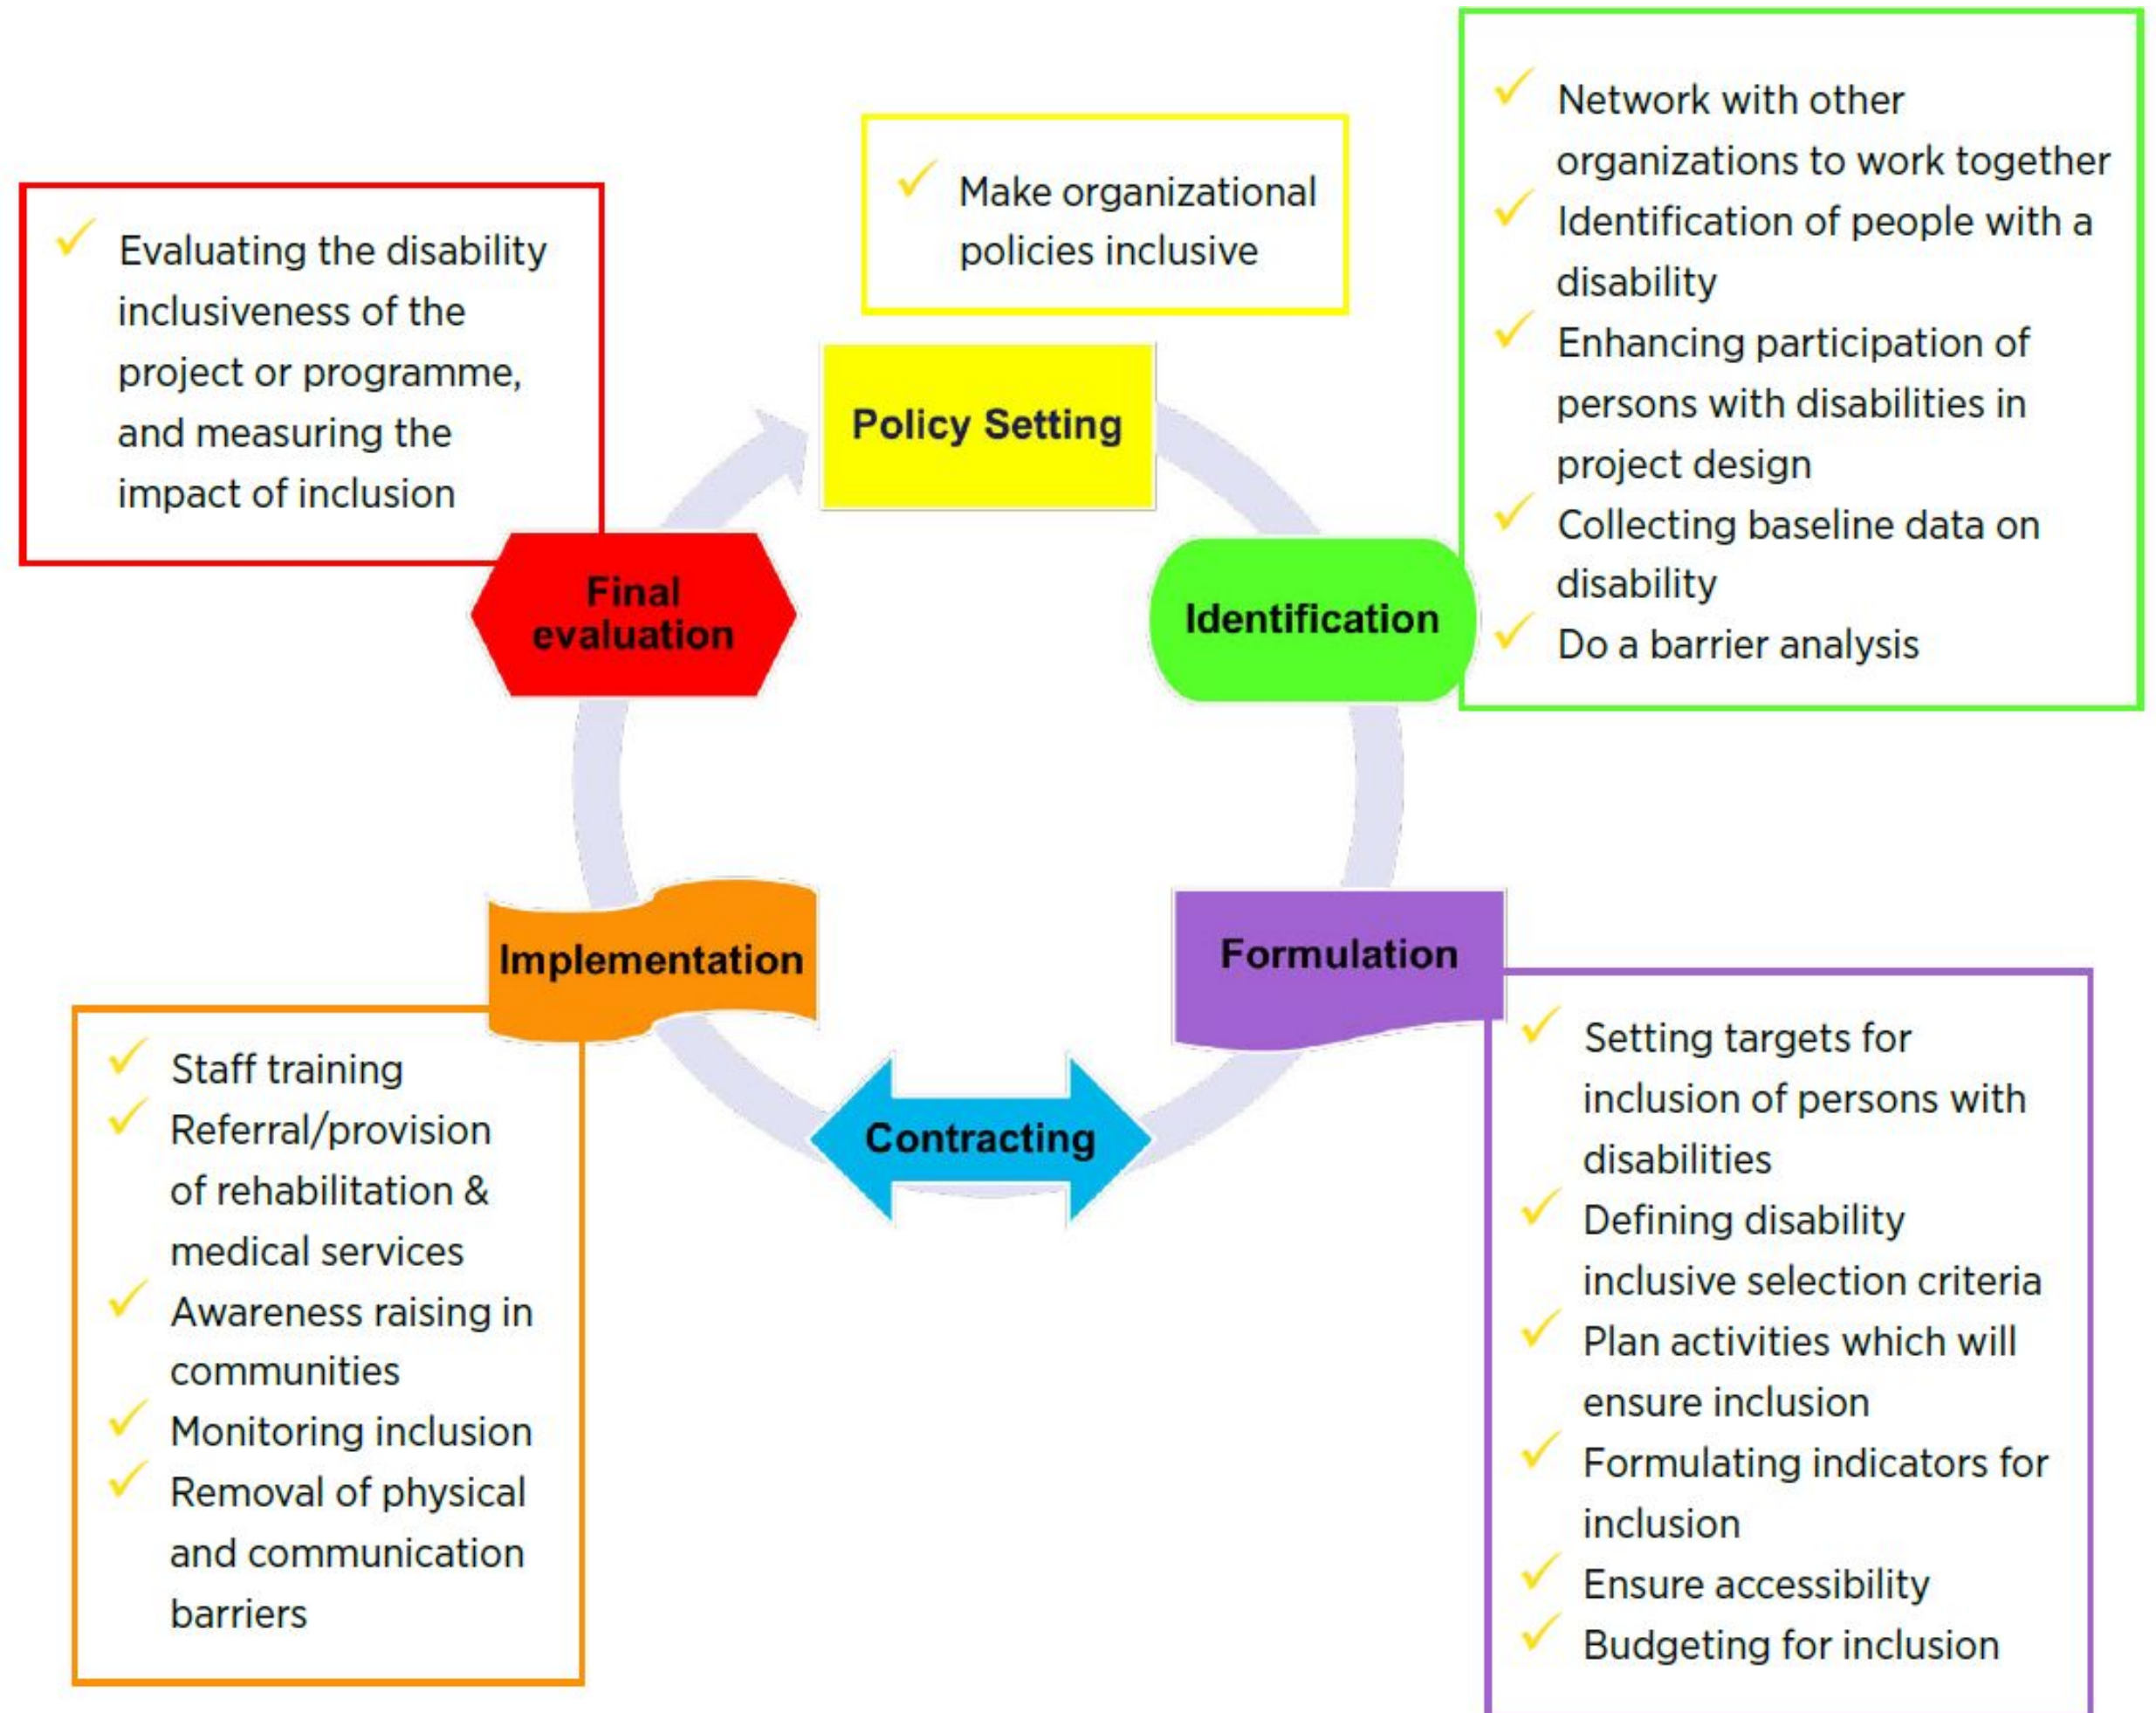 Make organizational
policies inclusive
Policy Setting
Network with other
organizations to work together
Identification of people with a
disability
Enhancing participation of
persons with disabilities in
project design
Collecting baseline data on
disability
Do a barrier analysis
Identification
Formulation
Setting targets for
inclusion of persons with
disabilities
Defining disability
inclusive selection criteria
Plan activities which will
ensure inclusion
Formulating indicators for
inclusion
Ensure accessibility
Budgeting for inclusion
Contracting
Implementation
Staff training
Referral/provision
of rehabilitation &
medical services
Awareness raising in
communities
Monitoring inclusion
Removal of physical
and communication
barriers
Evaluating the disability
inclusiveness of the
project or programme,
and measuring the
impact of inclusion
Final
evaluation